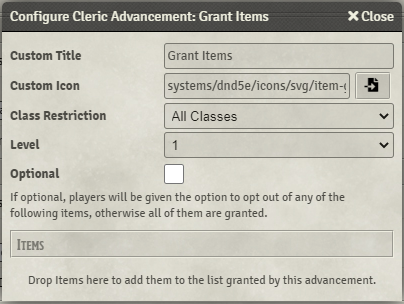 Configure Cleric Advancement: Grant Items
Close
Custom Title
Grant Items
Custom Icon
systems/dnd5e/icons/svg/item-
Class Restriction
All Classes
Level
1
Optional
If optional, players will be given the option to opt out of any of the
following items, otherwise all of them are granted.
Items
Drop Items here to add them to the list granted by this advancement.